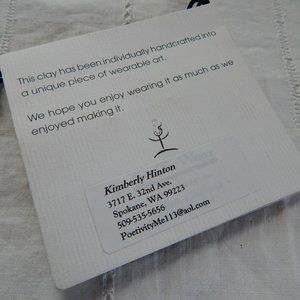 This clay has been individually handcrafted into
a unique piece of wearable art.
We hope you enjoy wearing it as much as we
enjoyed making it.
Kimberly Hinton
3717 E. 32nd Ave.
Spokane, WA 99223
509-535-5656
PoetivityMe113@aol.com